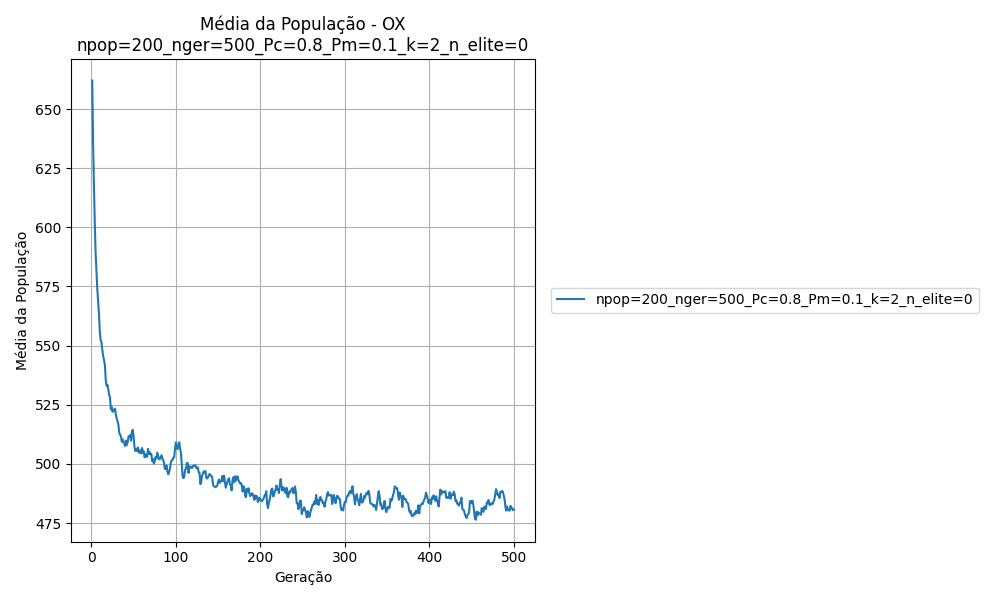 Média da População - OX
npop=200_nger=500_Pc=0.8_Pm=0.1_k=2_n_elite=0
Média da População
650
625
600
575
550
525
500
475
0
100
200
300
400
500
Geração
npop=200_nger=500_Pc=0.8_Pm=0.1_k=2_n_elite=0